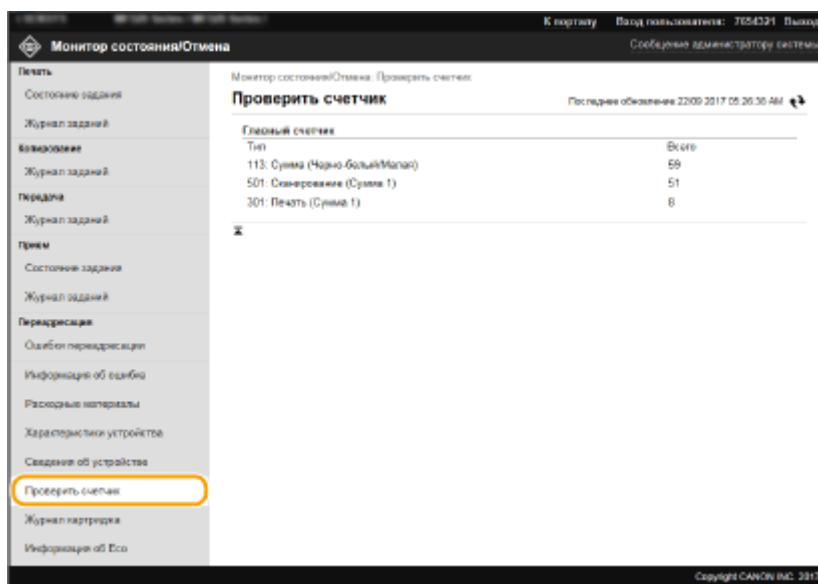 К порталу Вход пользователя: 7654321 Выход
Монитор состояния/Отмена
Сообщение администратору системы
Печать
Состояние задания
Журнал заданий
Копирование
Журнал заданий
Передача
Журнал заданий
Прием
Состояние задания
Журнал заданий
Переадресация
Ошибки переадресации
Информация об ошибке
Расходные материалы
Характеристики устройства
Сведения об устройстве
Проверить счетчик
Журнал картриджа
Информация об Eco
Монитор состояния/Отмена: Проверить счетчик
Проверить счетчик
Последнее обновление 22/09 2017 05:26:36 AM
Главный счетчик
Тип Всего
113: Сумма (Черно-белый/Малая) 59
501: Сканирование (Сумма 1) 51
301: Печать (Сумма 1) 8
Copyright CANON INC. 2017